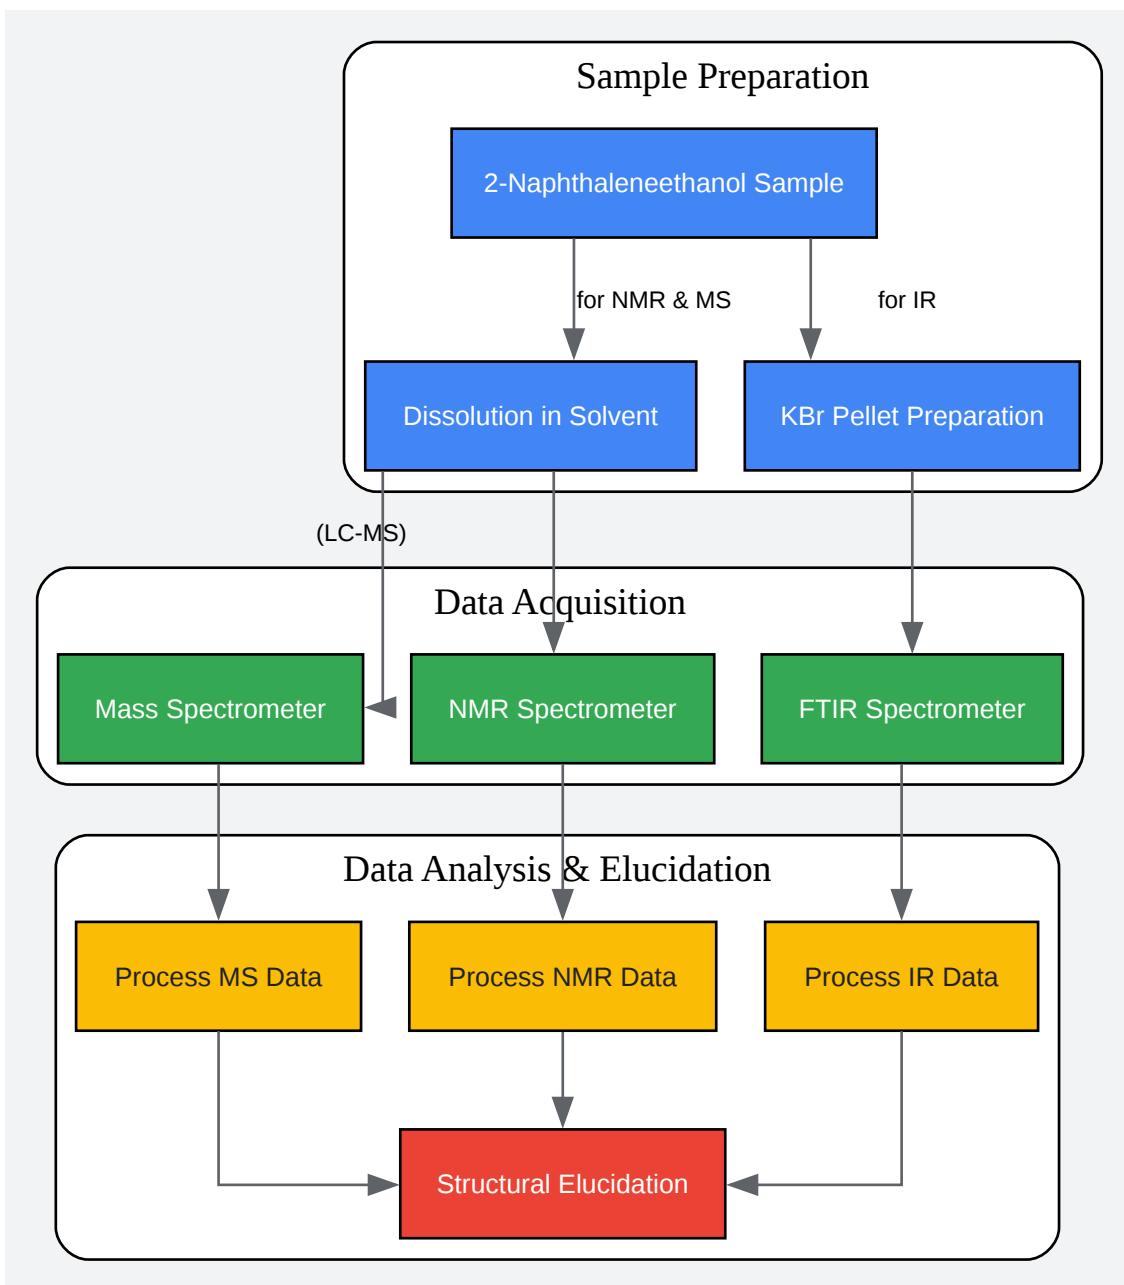 Sample Preparation
2-Naphthaleneethanol Sample
for NMR & MS
for IR
Dissolution in Solvent
KBr Pellet Preparation
(LC-MS)
Data Acquisition
Mass Spectrometer
NMR Spectrometer
FTIR Spectrometer
Data Analysis & Elucidation
Process MS Data
Process NMR Data
Process IR Data
Structural Elucidation